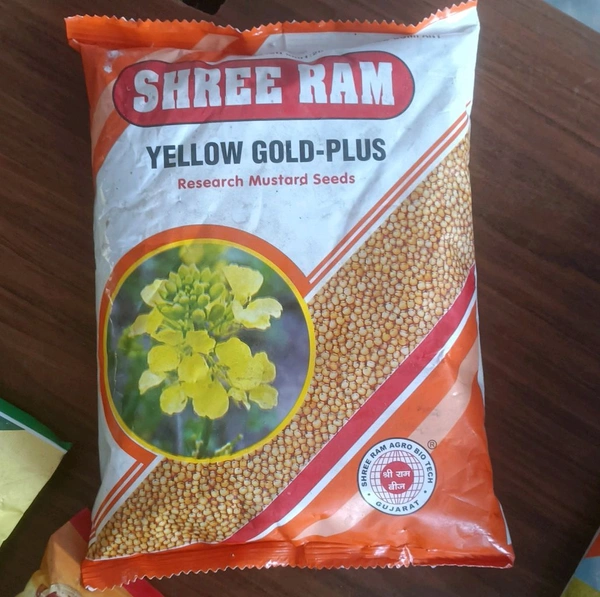 SHREE RAM
YELLOW GOLD-PLUS
Research Mustard Seeds
SHREE RAM AGRO BIO TECH
®
श्री राम
बीज
• GUJARAT •